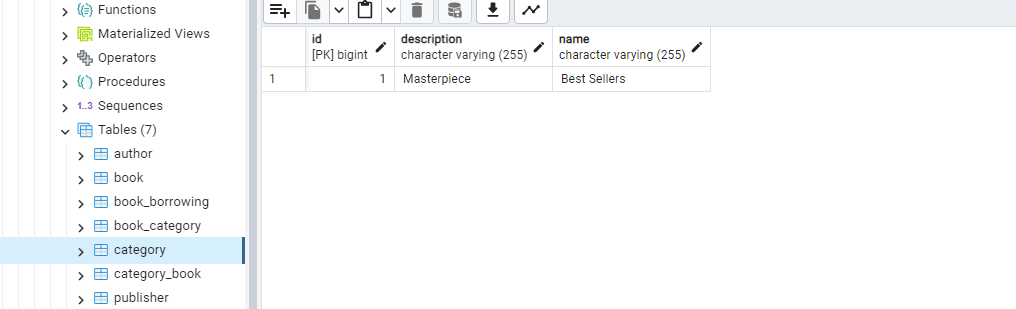 Functions
Materialized Views
Operators
Procedures
1..3 Sequences
Tables (7)
author
book
book_borrowing
book_category
category
category_book
publisher
id description name
[PK] bigint character varying (255) character varying (255)
1 1 Masterpiece Best Sellers